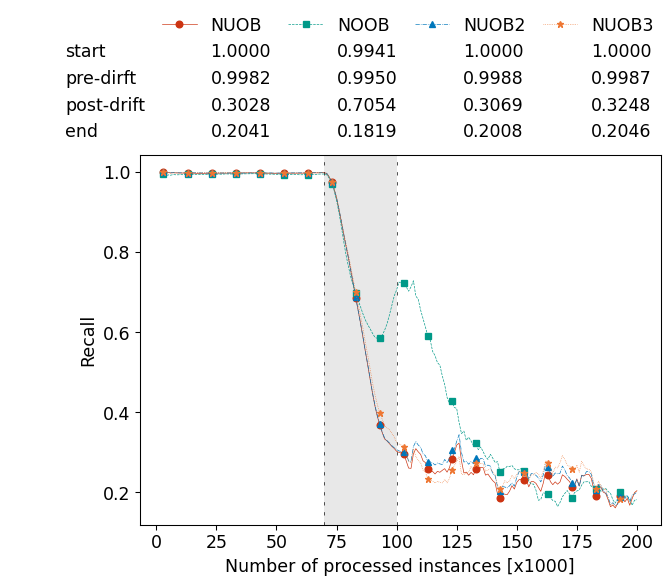 NUOB NOOB NUOB2 NUOB3
start 1.0000 0.9941 1.0000 1.0000
pre-dirft 0.9982 0.9950 0.9988 0.9987
post-drift 0.3028 0.7054 0.3069 0.3248
end 0.2041 0.1819 0.2008 0.2046
1.0
0.8
0.6
0.4
0.2
Recall
0 25 50 75 100 125 150 175 200
Number of processed instances [x1000]